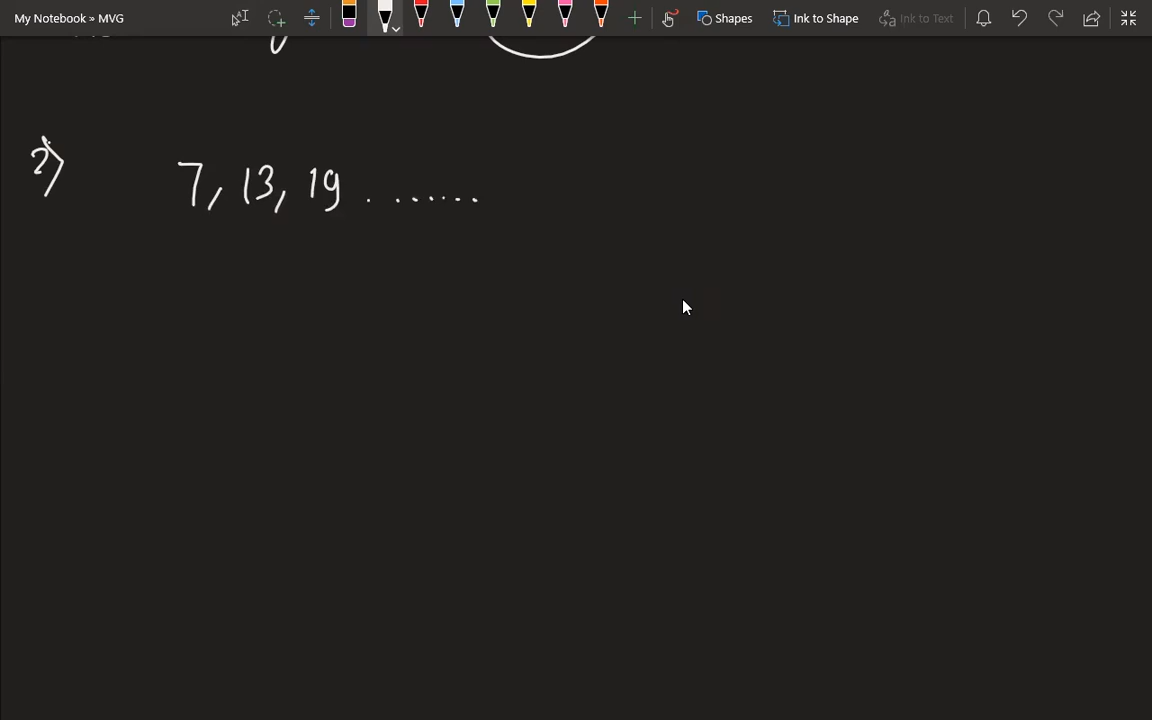 My Notebook » MVG
Shapes
Ink to Shape
Ink to Text
2) 7, 13, 19 .......